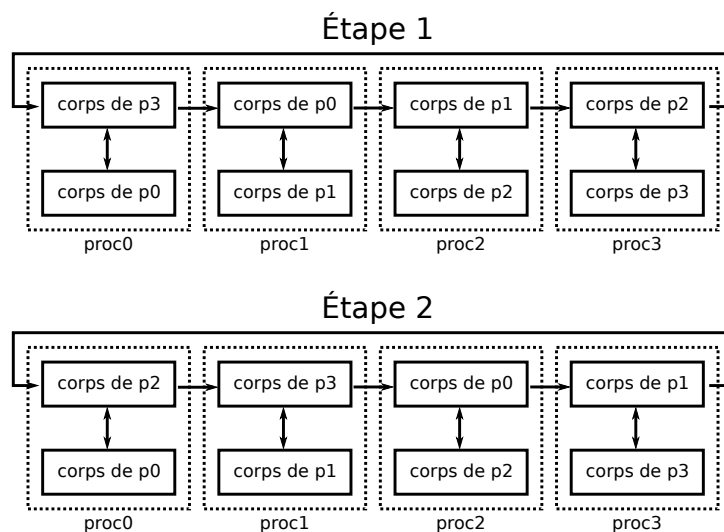 Étape 1
corps de p3 corps de p0 corps de p1 corps de p2
corps de p0 corps de p1 corps de p2 corps de p3
proc0 proc1 proc2 proc3
Étape 2
corps de p2 corps de p3 corps de p0 corps de p1
corps de p0 corps de p1 corps de p2 corps de p3
proc0 proc1 proc2 proc3